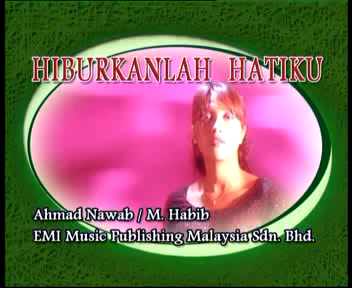 HIBURKANLAH HATIKU
Ahmad Nawab / M. Habib
EMI Music Publishing Malaysia Sdn. Bhd.